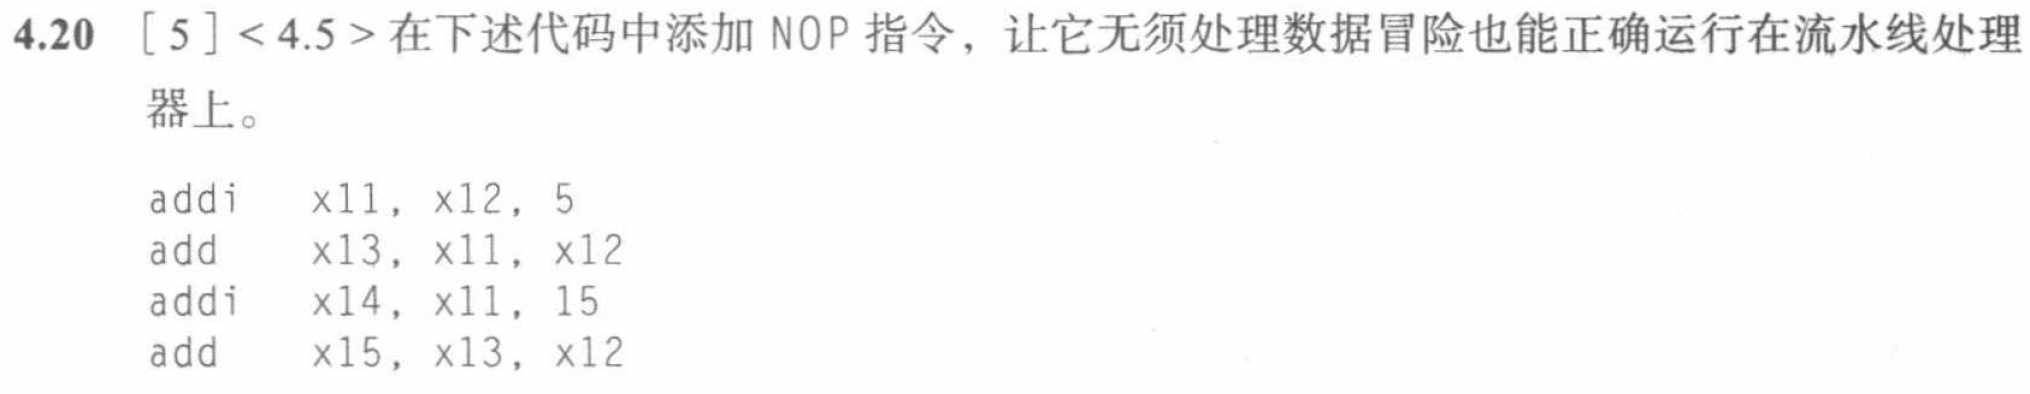 4.20 [5]<4.5>在下述代码中添加 NOP 指令，让它无须处理数据冒险也能正确运行在流水线处理
器上。
addi x11, x12, 5
add x13, x11, x12
addi x14, x11, 15
add x15, x13, x12